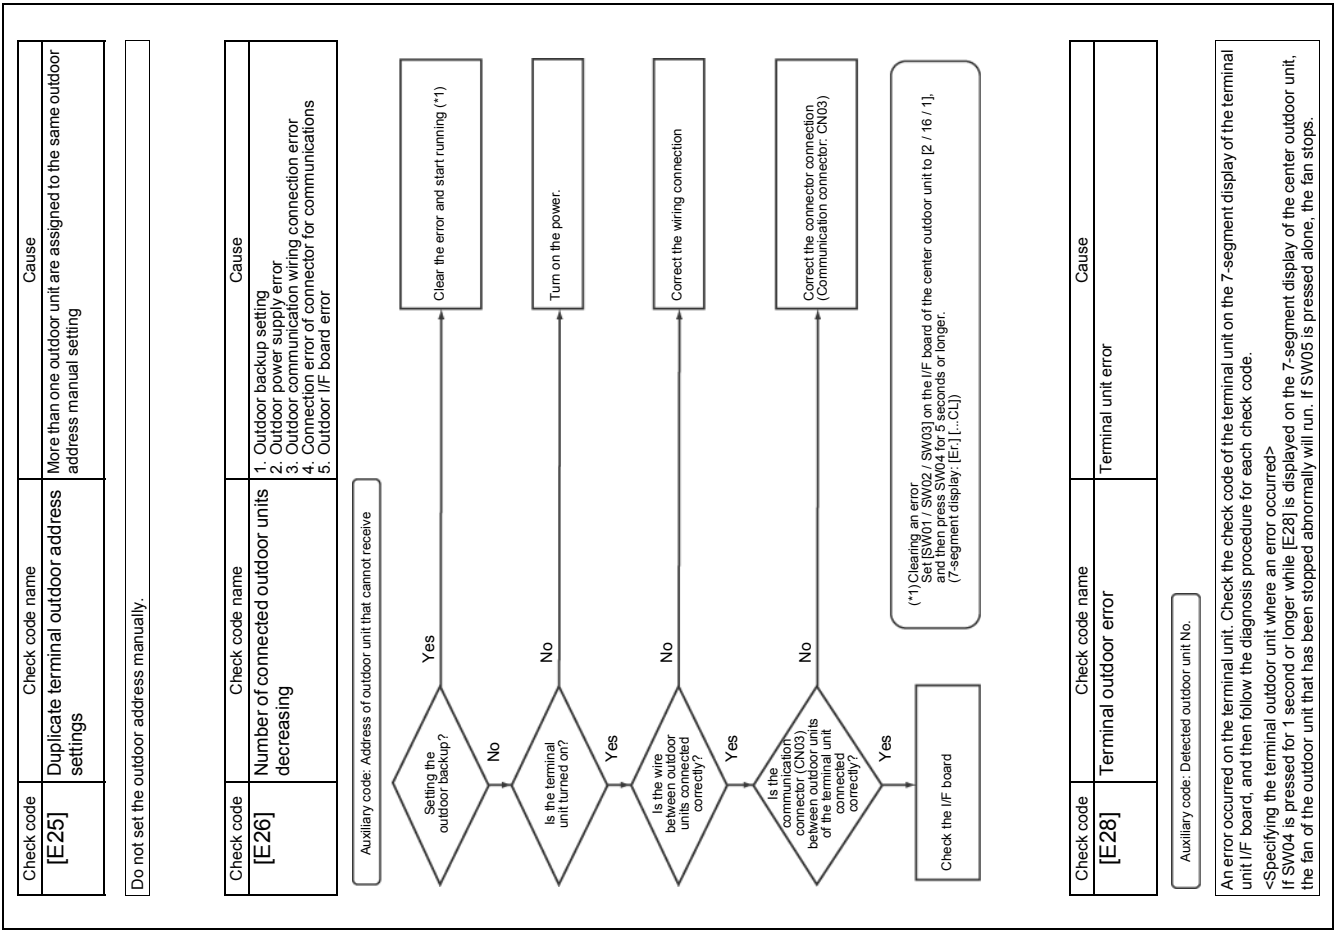 Check code
Check code name
Cause
[E25]
Duplicate terminal outdoor address
settings
More than one outdoor unit are assigned to the same outdoor
address manual setting
Do not set the outdoor address manually.
Check code
Check code name
Cause
[E26]
Number of connected outdoor units
decreasing
1. Outdoor backup setting
2. Outdoor power supply error
3. Outdoor communication wiring connection error
4. Connection error of connector for communications
5. Outdoor I/F board error
Auxiliary code: Address of outdoor unit that cannot receive
Setting the
outdoor backup?
Yes
Clear the error and start running (*1)
No
Is the terminal
unit turned on?
No
Turn on the power.
Yes
Is the wire
between outdoor
units connected
correctly?
No
Correct the wiring connection
Yes
Is the
communication
connector (CN03)
between outdoor units
of the terminal unit
connected
correctly?
No
Correct the connector connection
(Communication connector: CN03)
Yes
Check the I/F board
(*1) Clearing an error
Set [SW01 / SW02 / SW03] on the I/F board of the center outdoor unit to [2 / 16 / 1],
and then press SW04 for 5 seconds or longer.
(7-segment display: [Er.] [...CL])
Check code
Check code name
Cause
[E28]
Terminal outdoor error
Terminal unit error
Auxiliary code: Detected outdoor unit No.
An error occurred on the terminal unit. Check the check code of the terminal unit on the 7-segment display of the terminal
unit I/F board, and then follow the diagnosis procedure for each check code.
<Specifying the terminal outdoor unit where an error occurred>
If SW04 is pressed for 1 second or longer while [E28] is displayed on the 7-segment display of the center outdoor unit,
the fan of the outdoor unit that has been stopped abnormally will run. If SW05 is pressed alone, the fan stops.